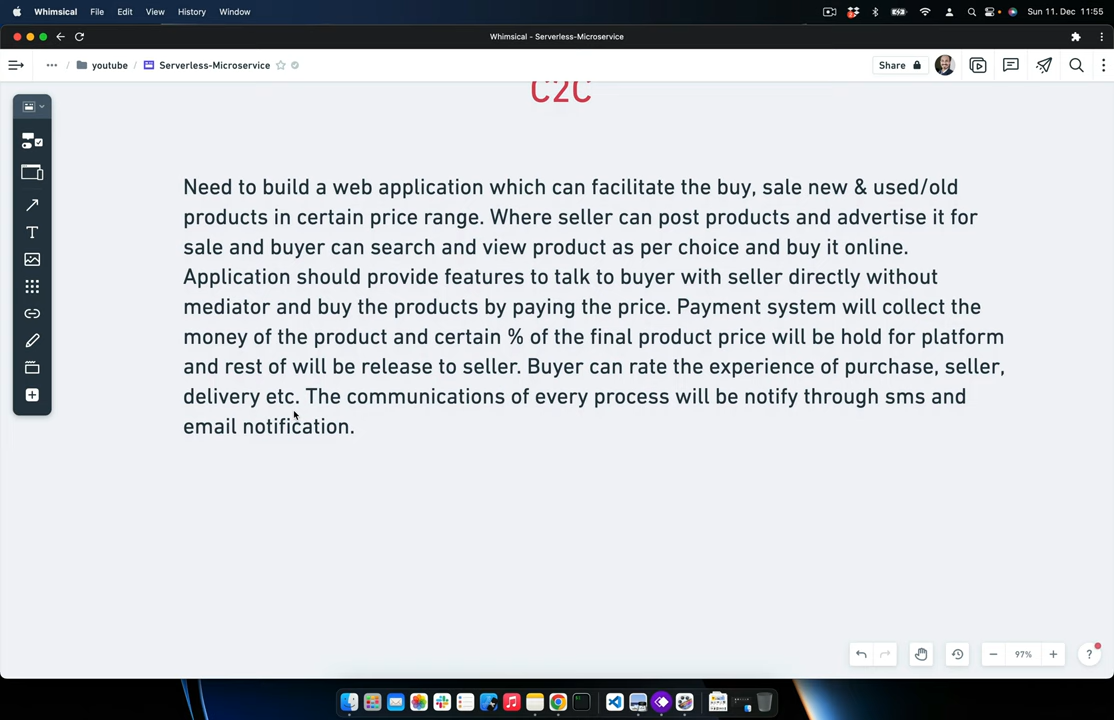 Whimsical File Edit View History Window Sun 11. Dec 11:55
Whimsical - Serverless-Microservice
... / youtube / Serverless-Microservice Share
C2C
Need to build a web application which can facilitate the buy, sale new & used/old
products in certain price range. Where seller can post products and advertise it for
sale and buyer can search and view product as per choice and buy it online.
Application should provide features to talk to buyer with seller directly without
mediator and buy the products by paying the price. Payment system will collect the
money of the product and certain % of the final product price will be hold for platform
and rest of will be release to seller. Buyer can rate the experience of purchase, seller,
delivery etc. The communications of every process will be notify through sms and
email notification.
97%